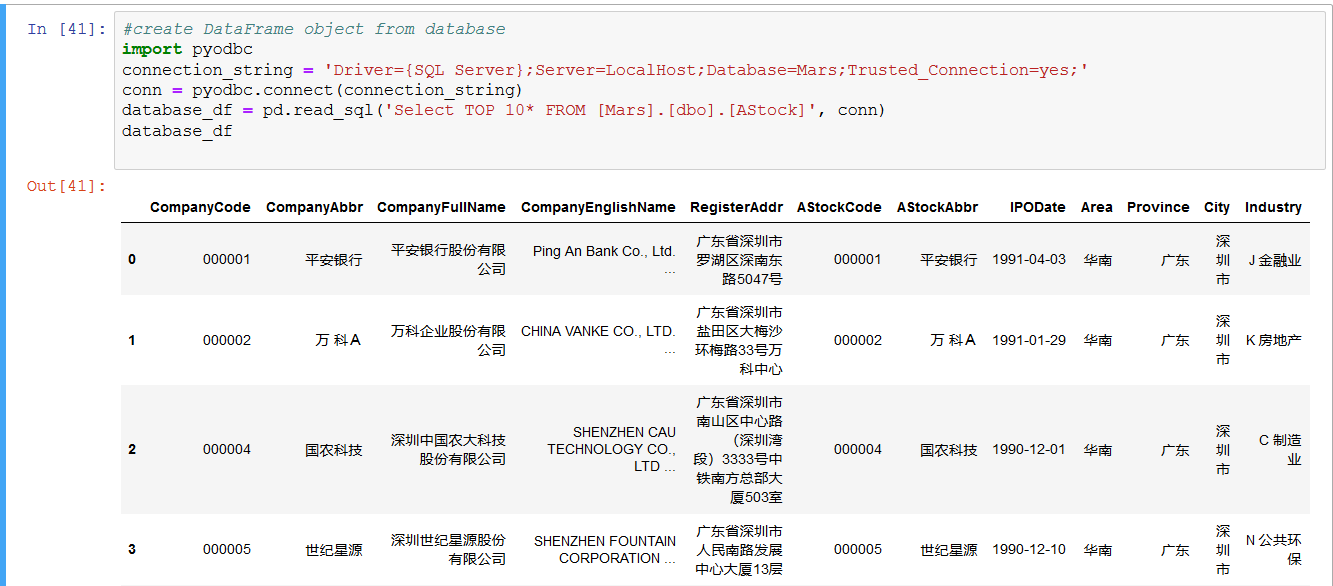 In [41]:
#create DataFrame object from database
import pyodbc
connection_string = 'Driver={SQL Server};Server=LocalHost;Database=Mars;Trusted_Connection=yes;'
conn = pyodbc.connect(connection_string)
database_df = pd.read_sql('Select TOP 10* FROM [Mars].[dbo].[AStock]', conn)
database_df
Out[41]:
CompanyCode CompanyAbbr CompanyFullName CompanyEnglishName RegisterAddr AStockCode AStockAbbr IPODate Area Province City Industry
0
000001
平安银行
平安银行股份有限
公司
Ping An Bank Co., Ltd.
...
广东省深圳市
罗湖区深南东
路5047号
000001
平安银行
1991-04-03
华南
广东
深
圳
市
J 金融业
1
000002
万 科A
万科企业股份有限
公司
CHINA VANKE CO., LTD.
...
广东省深圳市
盐田区大梅沙
环梅路33号万
科中心
000002
万 科A
1991-01-29
华南
广东
深
圳
市
K 房地产
2
000004
国农科技
深圳中国农大科技
股份有限公司
SHENZHEN CAU
TECHNOLOGY CO.,
LTD ...
广东省深圳市
南山区中心路
（深圳湾
段）3333号中
铁南方总部大
厦503室
000004
国农科技
1990-12-01
华南
广东
深
圳
市
C 制造
业
3
000005
世纪星源
深圳世纪星源股份
有限公司
SHENZHEN FOUNTAIN
CORPORATION ...
广东省深圳市
人民南路发展
中心大厦13层
000005
世纪星源
1990-12-10
华南
广东
深
圳
市
N 公共环
保